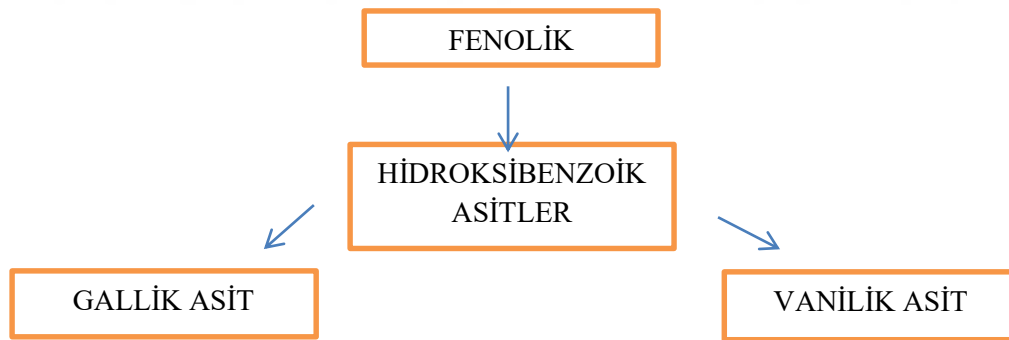 FENOLİK
HİDROKSİBENZOİK
ASİTLER
GALLİK ASİT
VANİLİK ASİT